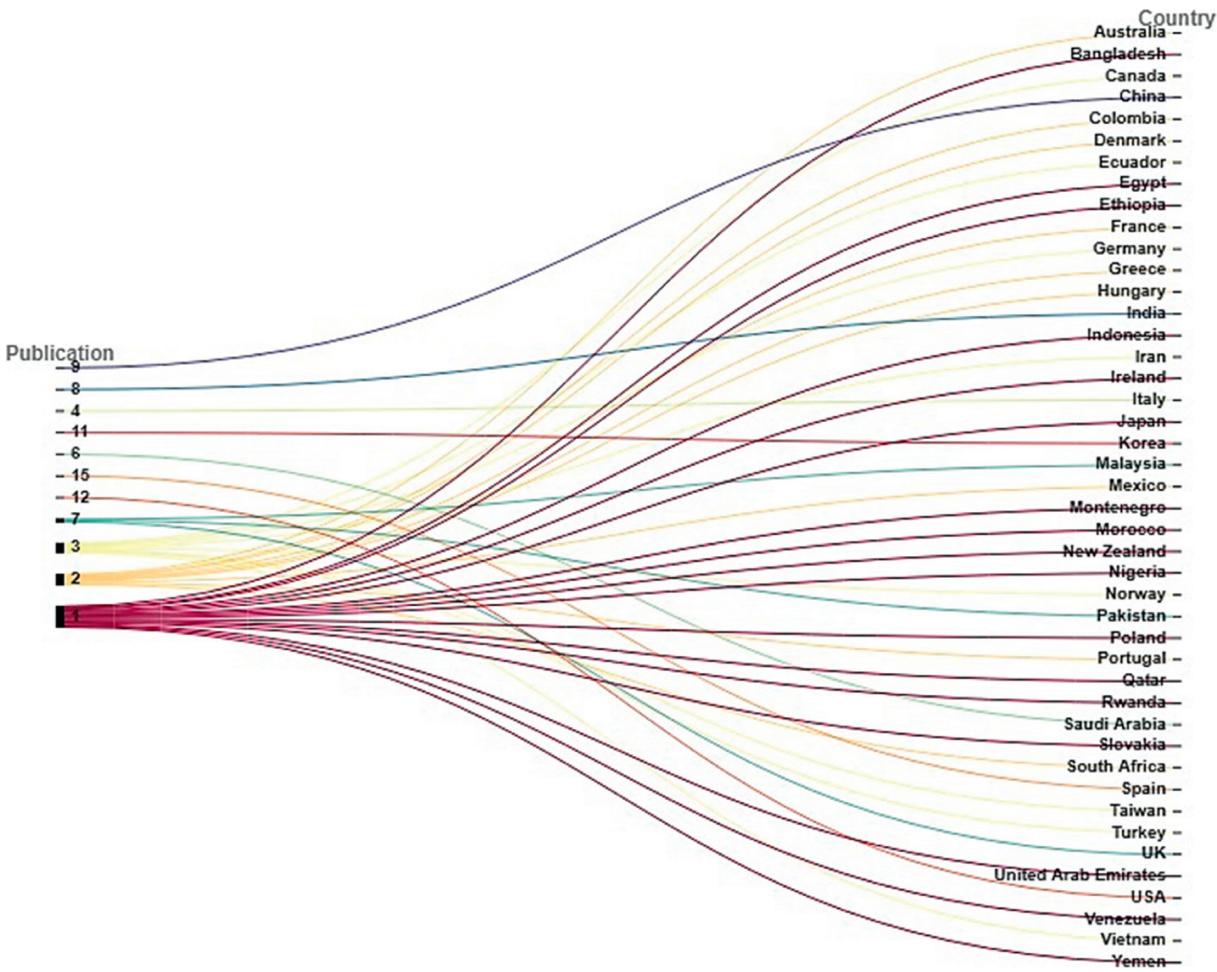 Publication
9
8
4
11
6
15
12
7
3
2
1
Country
Australia
Bangladesh
Canada
China
Colombia
Denmark
Ecuador
Egypt
Ethiopia
France
Germany
Greece
Hungary
India
Indonesia
Iran
Ireland
Italy
Japan
Korea
Malaysia
Mexico
Montenegro
Morocco
New Zealand
Nigeria
Norway
Pakistan
Poland
Portugal
Qatar
Rwanda
Saudi Arabia
Slovakia
South Africa
Spain
Taiwan
Turkey
UK
United Arab Emirates
USA
Venezuela
Vietnam
Yemen